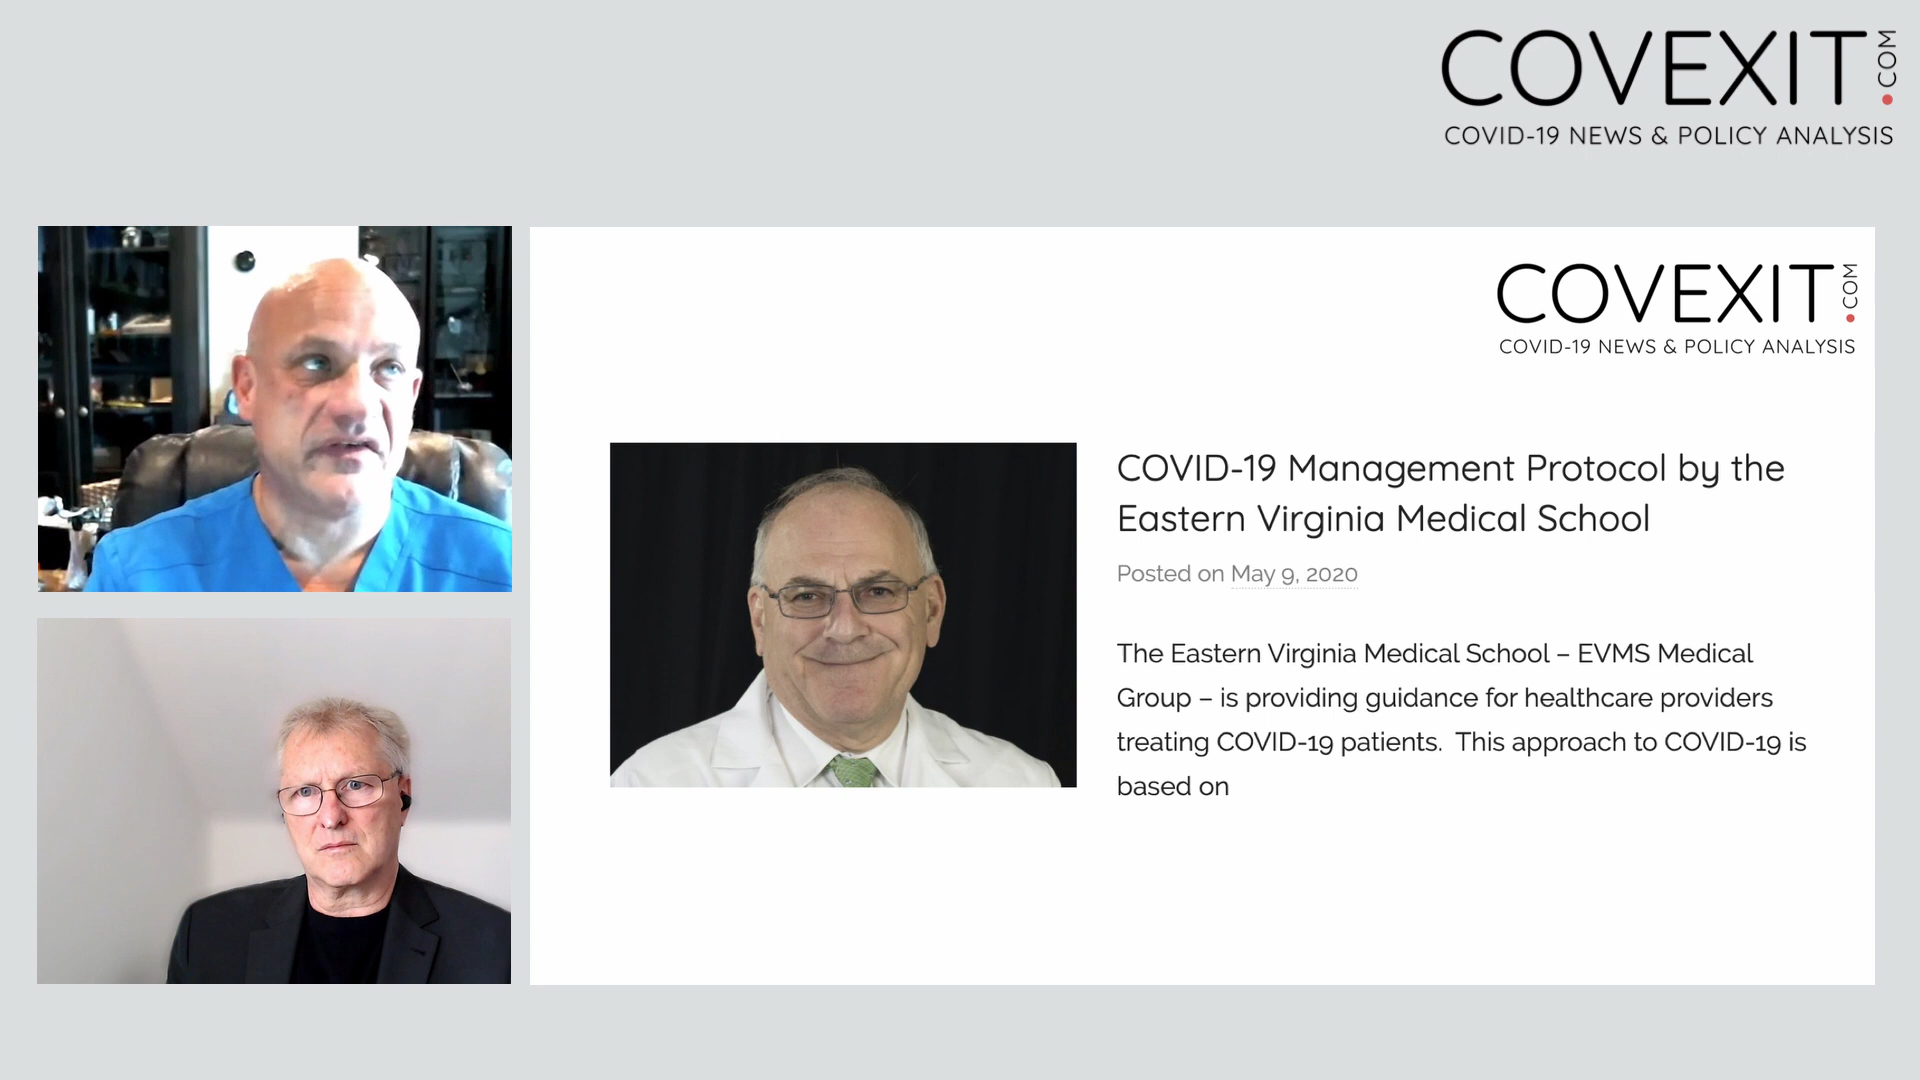 COVEXIT.COM
COVID-19 NEWS & POLICY ANALYSIS
COVEXIT.COM
COVID-19 NEWS & POLICY ANALYSIS
COVID-19 Management Protocol by the
Eastern Virginia Medical School
Posted on May 9, 2020
The Eastern Virginia Medical School – EVMS Medical
Group – is providing guidance for healthcare providers
treating COVID-19 patients. This approach to COVID-19 is
based on